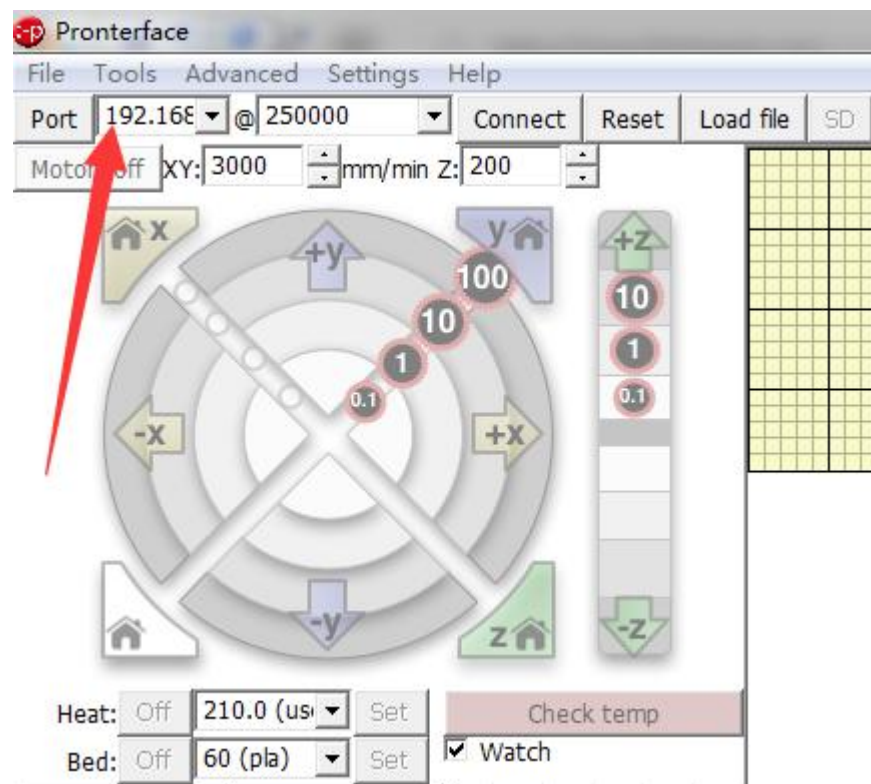 Pronterface
File Tools Advanced Settings Help
Port 192.168 @ 250000 Connect Reset Load file SD
XY: 3000 mm/min Z: 200
x +y y +z
100 10
10 1
1 0.1
0.1
-x +x
-y z -z
Heat: Off 210.0 (us Set Check temp
Bed: Off 60 (pla) Set Watch